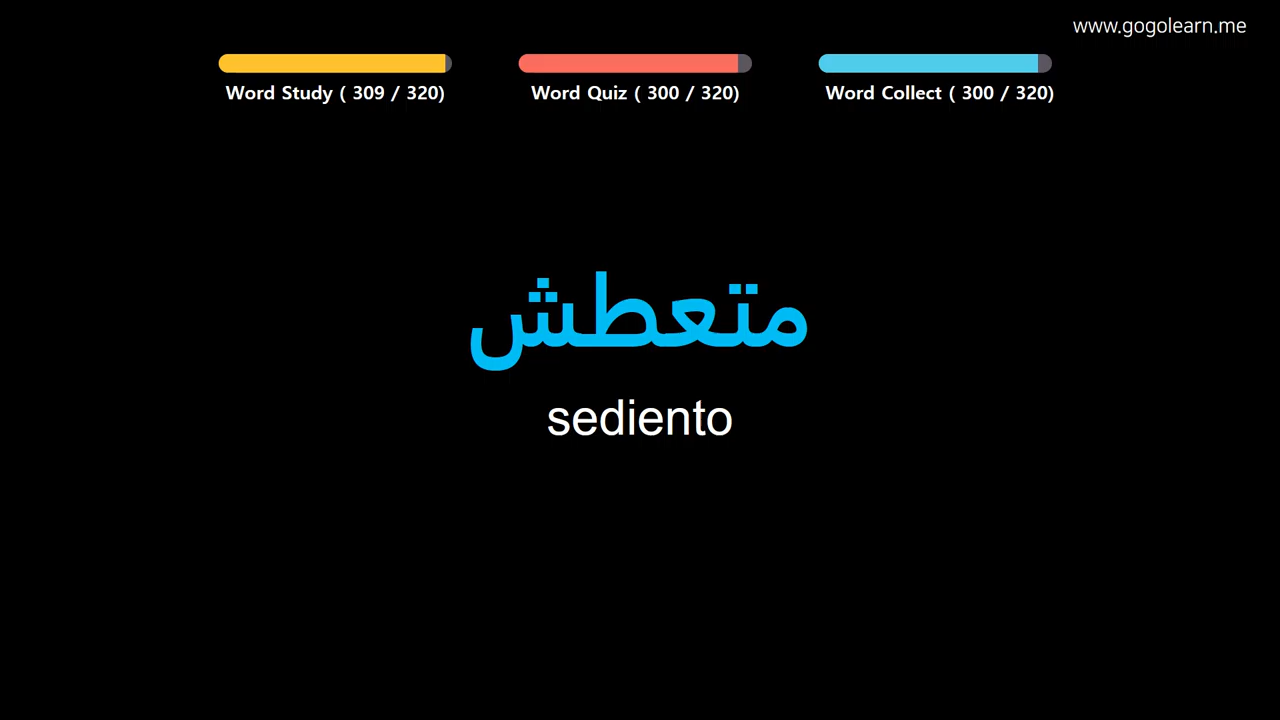 www.gogolearn.me
Word Study ( 309 / 320)
Word Quiz ( 300 / 320)
Word Collect ( 300 / 320)
متعطش
sediento